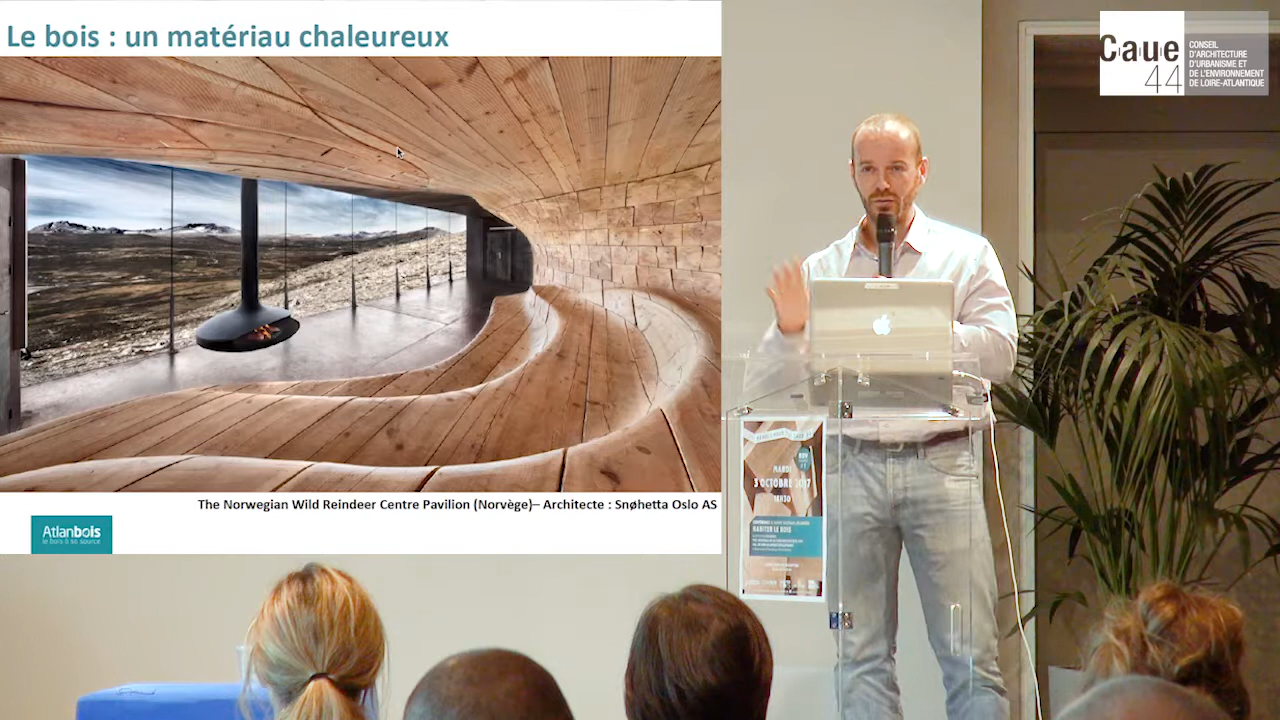 Le bois : un matériau chaleureux
The Norwegian Wild Reindeer Centre Pavilion (Norvège)– Architecte : Snøhetta Oslo AS
Atlanbois
le bois à sa source
Caue
44
CONSEIL
D'ARCHITECTURE
D'URBANISME ET
DE L'ENVIRONNEMENT
DE LOIRE-ATLANTIQUE
MARDI
3 OCTOBRE 2017
18H30
HABITER LE BOIS